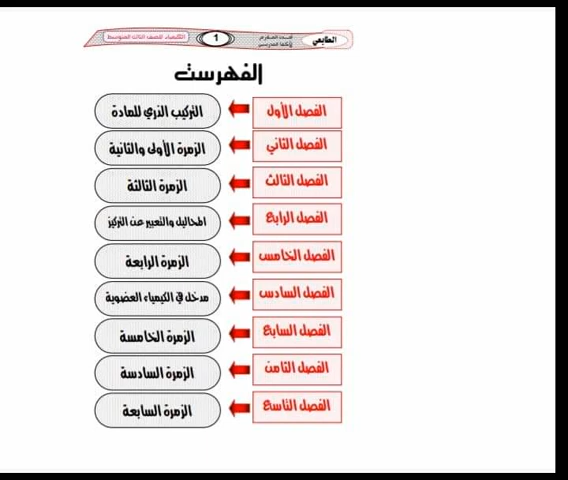 الكيمياء للصف الثالث المتوسط
1
الطابعي
الفهرست
الفصل الأول
التركيب الذري للمادة
الفصل الثاني
الزمرة الأولى والثانية
الفصل الثالث
الزمرة الثالثة
الفصل الرابع
المحاليل والتعبير عن التركيز
الفصل الخامس
الزمرة الرابعة
الفصل السادس
مدخل في الكيمياء العضوية
الفصل السابع
الزمرة الخامسة
الفصل الثامن
الزمرة السادسة
الفصل التاسع
الزمرة السابعة